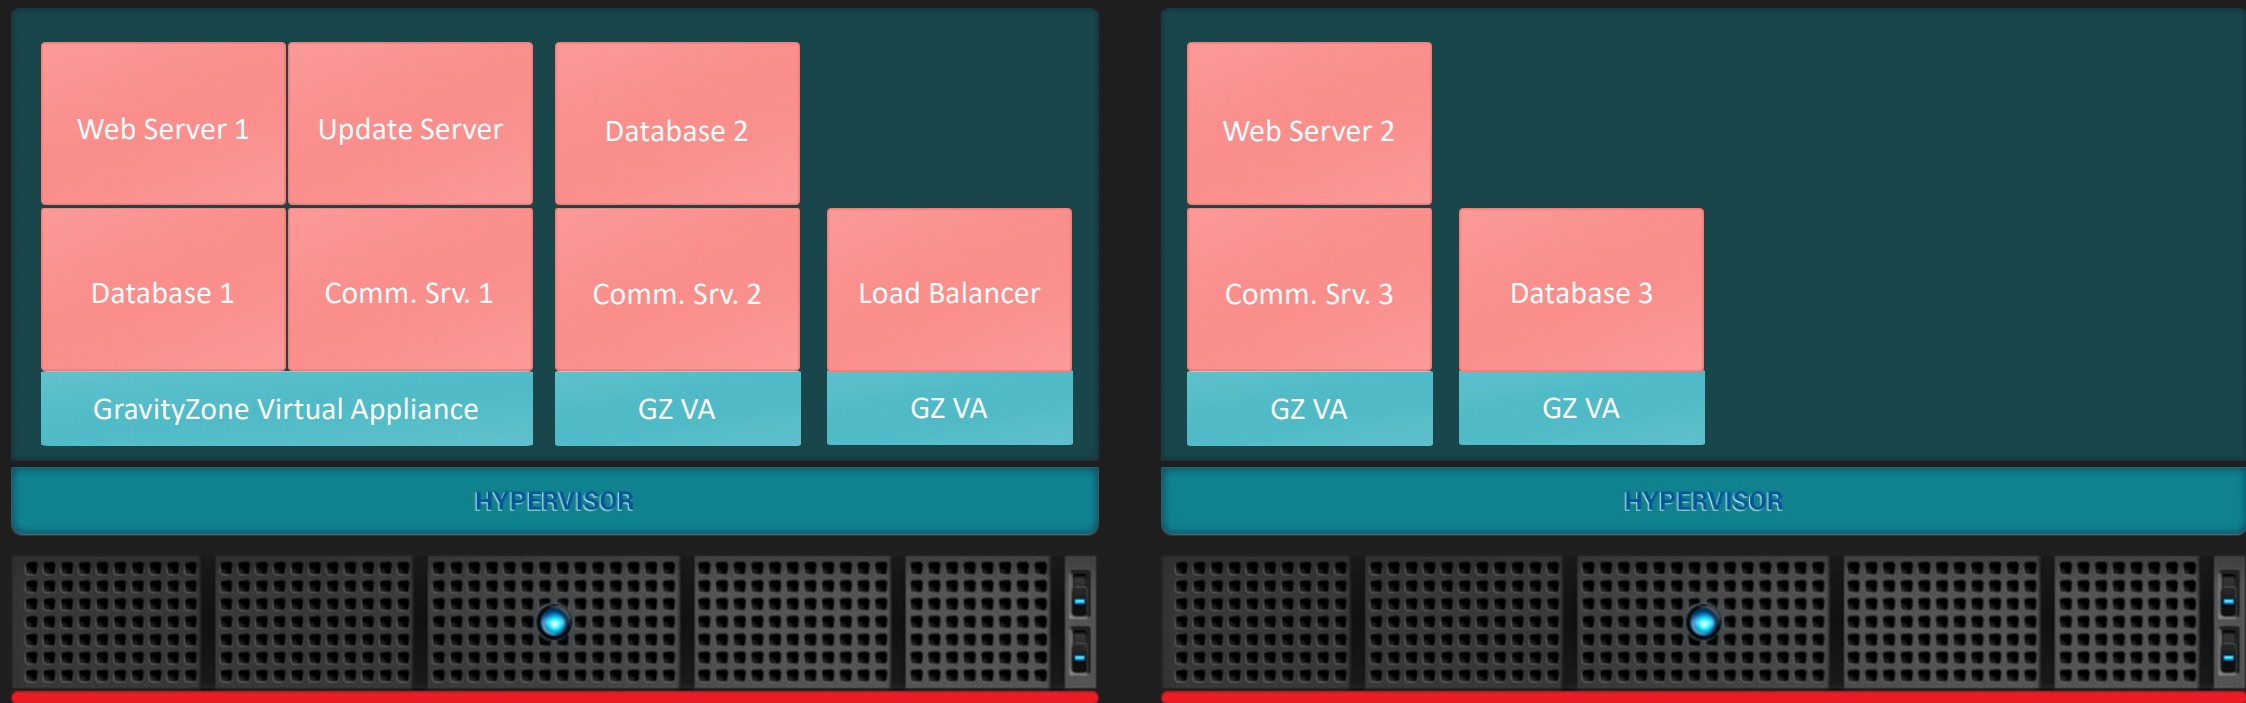 Web Server 1
Update Server
Database 2
Database 1
Comm. Srv. 1
Comm. Srv. 2
Load Balancer
GravityZone Virtual Appliance
GZ VA
GZ VA
HYPERVISOR
Web Server 2
Comm. Srv. 3
Database 3
GZ VA
GZ VA
HYPERVISOR